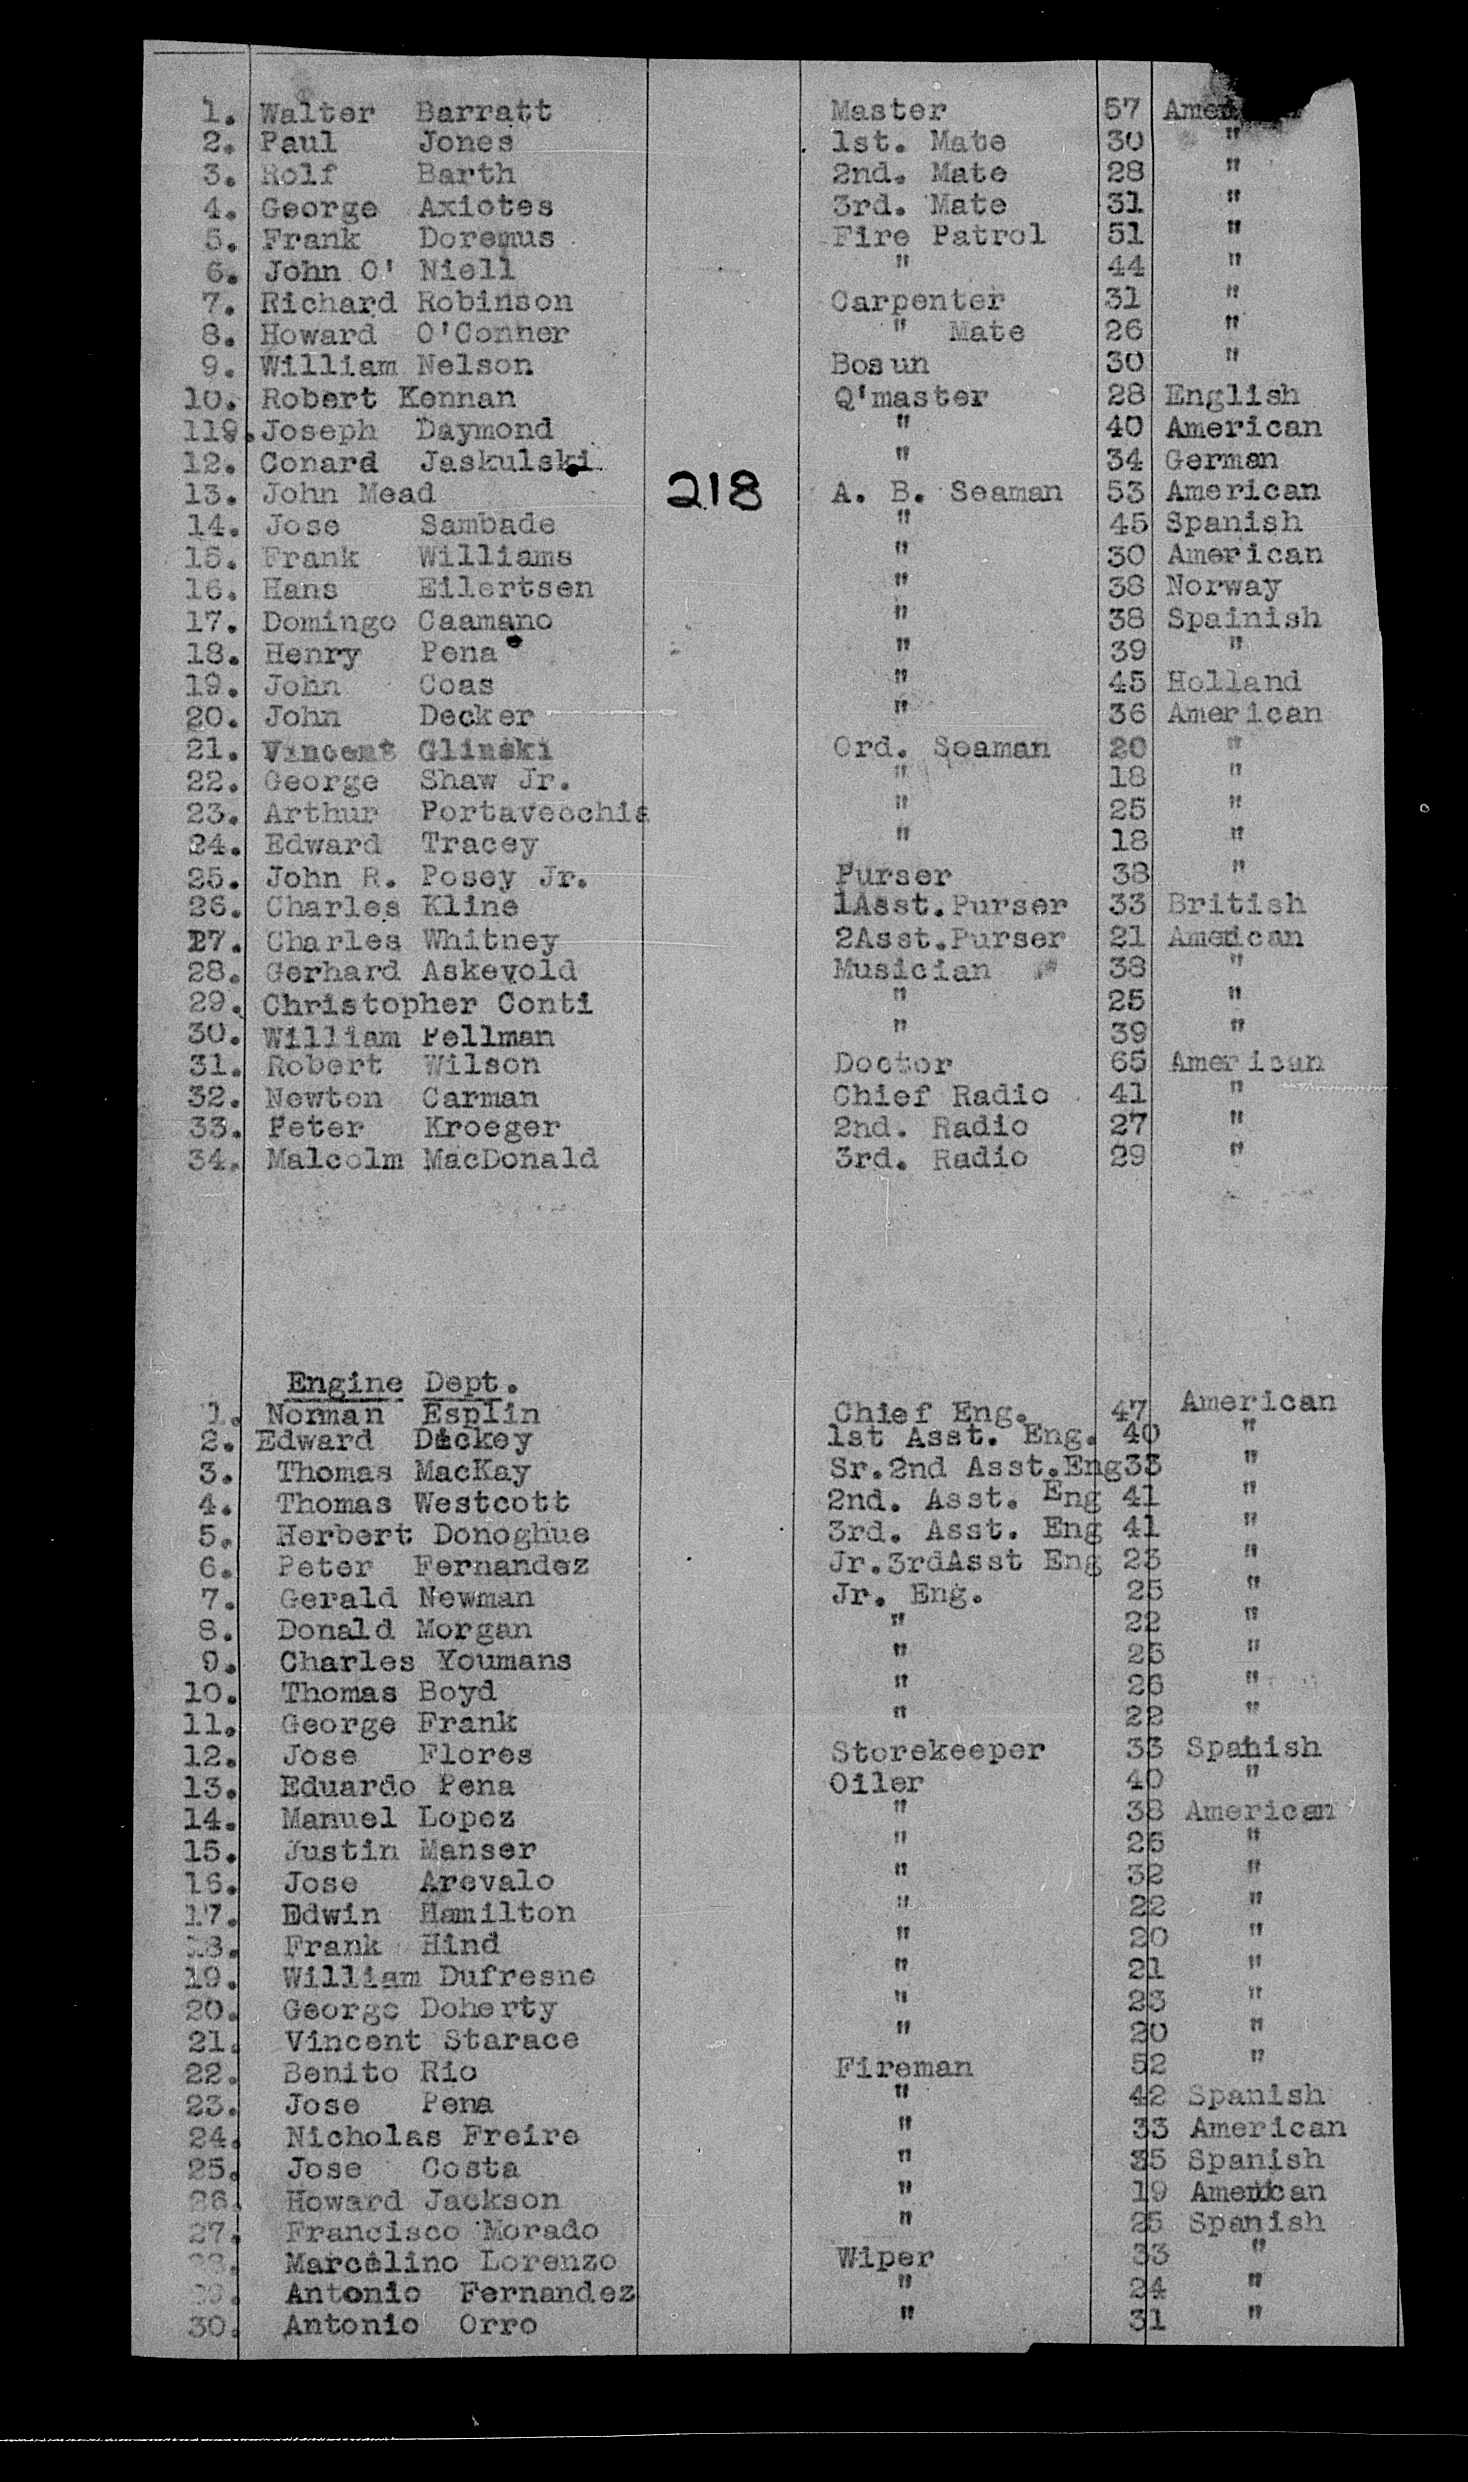 1. Walter Barratt Master 57 Amer
2. Paul Jones 1st. Mate 30 "
3. Rolf Barth 2nd. Mate 28 "
4. George Axiotes 3rd. Mate 31 "
5. Frank Doremus Fire Patrol 51 "
6. John O' Niell " 44 "
7. Richard Robinson Carpenter 31 "
8. Howard O'Conner " Mate 26 "
9. William Nelson Bosun 30 "
10. Robert Kennan Q'master 28 English
119. Joseph Daymond " 40 American
12. Conard Jaskulski " 34 German
13. John Mead 218 A. B. Seaman 53 American
14. Jose Sambade " 45 Spanish
15. Frank Williams " 30 American
16. Hans Eilertsen " 38 Norway
17. Domingo Caamano " 38 Spainish
18. Henry Pena " 39 "
19. John Coas " 45 Holland
20. John Decker " 36 American
21. Vincent Glinski Ord. Seaman 20 "
22. George Shaw Jr. " 18 "
23. Arthur Portavecchia " 25 "
24. Edward Tracey " 18 "
25. John R. Posey Jr. Purser 38 "
26. Charles Kline 1Asst.Purser 33 British
27. Charles Whitney 2Asst.Purser 21 American
28. Gerhard Askevold Musician 38 "
29. Christopher Conti " 25 "
30. William Pellman " 39 "
31. Robert Wilson Doctor 65 American
32. Newton Carman Chief Radio 41 "
33. Peter Kroeger 2nd. Radio 27 "
34. Malcolm MacDonald 3rd. Radio 29 "
Engine Dept.
1. Norman Esplin Chief Eng. 47 American
2. Edward Dickey 1st Asst. Eng. 40 "
3. Thomas MacKay Sr.2nd Asst.Eng 33 "
4. Thomas Westcott 2nd. Asst. Eng 41 "
5. Herbert Donoghue 3rd. Asst. Eng 41 "
6. Peter Fernandez Jr.3rdAsst Eng 23 "
7. Gerald Newman Jr. Eng. 25 "
8. Donald Morgan " 22 "
9. Charles Youmans " 25 "
10. Thomas Boyd " 26 "
11. George Frank " 22 "
12. Jose Flores Storekeeper 33 Spanish
13. Eduardo Pena Oiler 40 "
14. Manuel Lopez " 38 American
15. Justin Manser " 26 "
16. Jose Arevalo " 32 "
17. Edwin Hamilton " 22 "
18. Frank Hind " 20 "
19. William Dufresne " 21 "
20. George Doherty " 23 "
21. Vincent Starace " 20 "
22. Benito Rio Fireman 52 "
23. Jose Pena " 42 Spanish
24. Nicholas Freire " 33 American
25. Jose Costa " 35 Spanish
26. Howard Jackson " 19 American
27. Francisco Morado " 25 Spanish
28. Marcelino Lorenzo Wiper 33 "
29. Antonio Fernandez " 24 "
30. Antonio Orro " 31 "